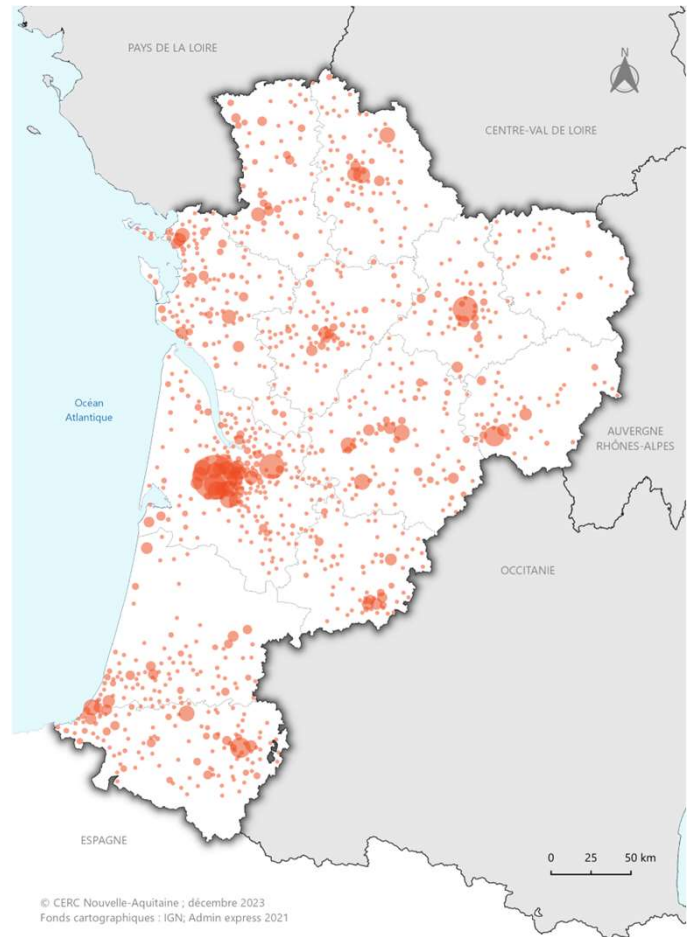 PAYS DE LA LOIRE
N
CENTRE-VAL DE LOIRE
Océan
Atlantique
AUVERGNE
RHÔNES-ALPES
OCCITANIE
ESPAGNE
0 25 50 km
© CERC Nouvelle-Aquitaine ; décembre 2023
Fonds cartographiques : IGN; Admin express 2021